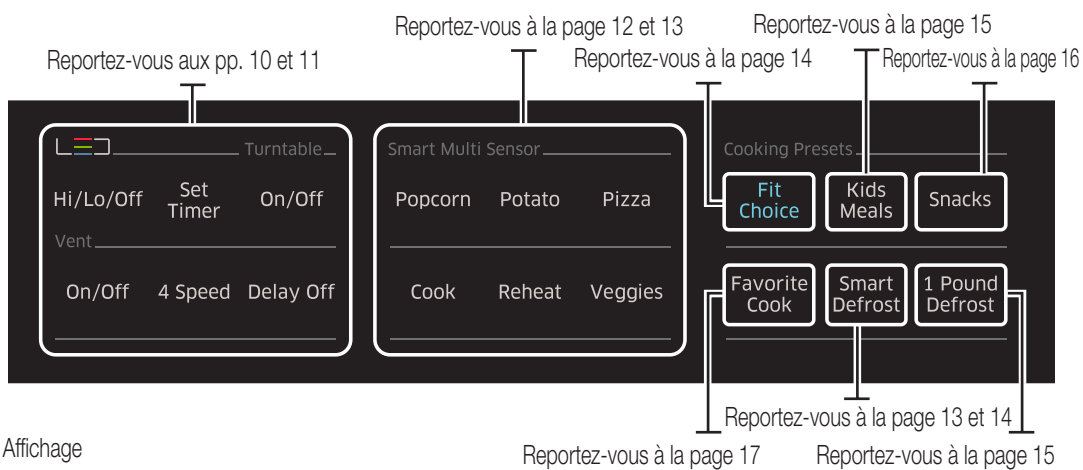 Reportez-vous à la page 12 et 13
Reportez-vous à la page 15
Reportez-vous aux pp. 10 et 11
Reportez-vous à la page 14
Reportez-vous à la page 16
LED Turntable
Smart Multi Sensor
Cooking Presets
Hi/Lo/Off
Set
Timer
On/Off
Popcorn
Potato
Pizza
Fit
Choice
Kids
Meals
Snacks
Vent
On/Off
4 Speed
Delay Off
Cook
Reheat
Veggies
Favorite
Cook
Smart
Defrost
1 Pound
Defrost
Reportez-vous à la page 13 et 14
Affichage
Reportez-vous à la page 17
Reportez-vous à la page 15